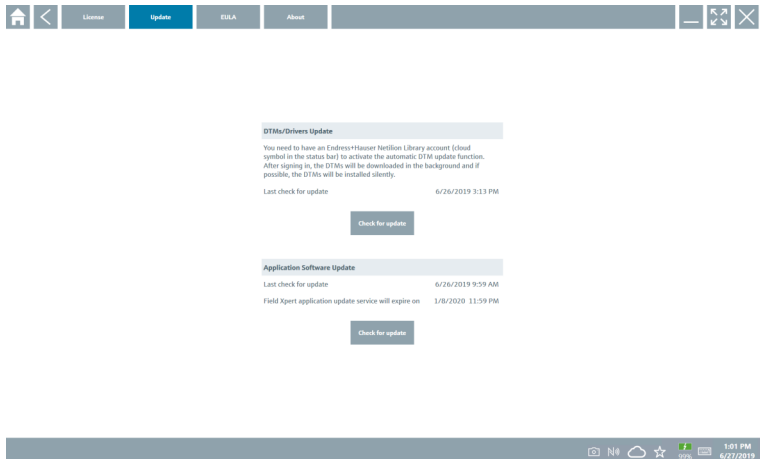 License Update EULA About
DTMs/Drivers Update
You need to have an Endress+Hauser Netilion Library account (cloud
symbol in the status bar) to activate the automatic DTM update function.
After signing in, the DTMs will be downloaded in the background and if
possible, the DTMs will be installed silently.
Last check for update 6/26/2019 3:13 PM
Check for update
Application Software Update
Last check for update 6/26/2019 9:59 AM
Field Xpert application update service will expire on 1/8/2020 11:59 PM
Check for update
1:01 PM
99% 6/27/2019